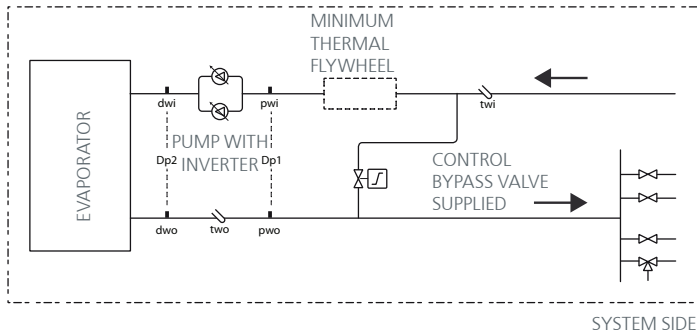 MINIMUM
THERMAL
FLYWHEEL
dwi
pwi
twi
EVAPORATOR
PUMP WITH
INVERTER
Dp2
Dp1
CONTROL
BYPASS VALVE
SUPPLIED
dwo
two
pwo
SYSTEM SIDE